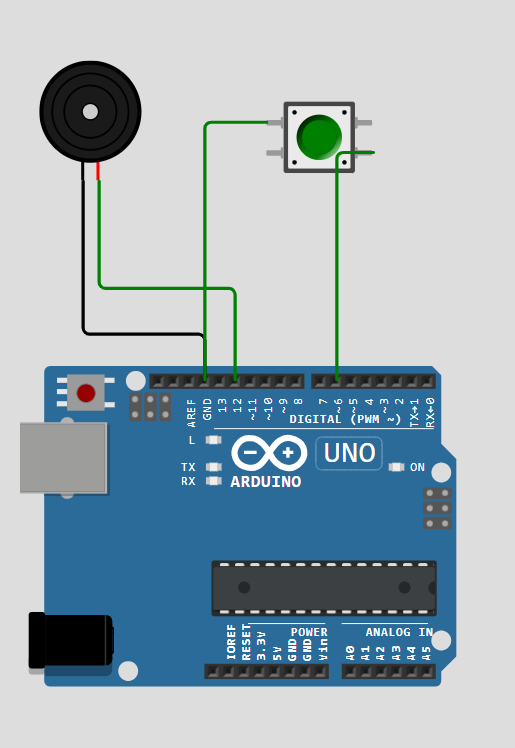 AREF
GND
13
12
~11
~10
~9
8
7
~6
~5
4
~3
2
TX→1
RX←0
DIGITAL (PWM ~)
L
TX
RX
ARDUINO
UNO
ON
IOREF
RESET
3.3V
5V
GND
GND
Vin
POWER
ANALOG IN
A0
A1
A2
A3
A4
A5